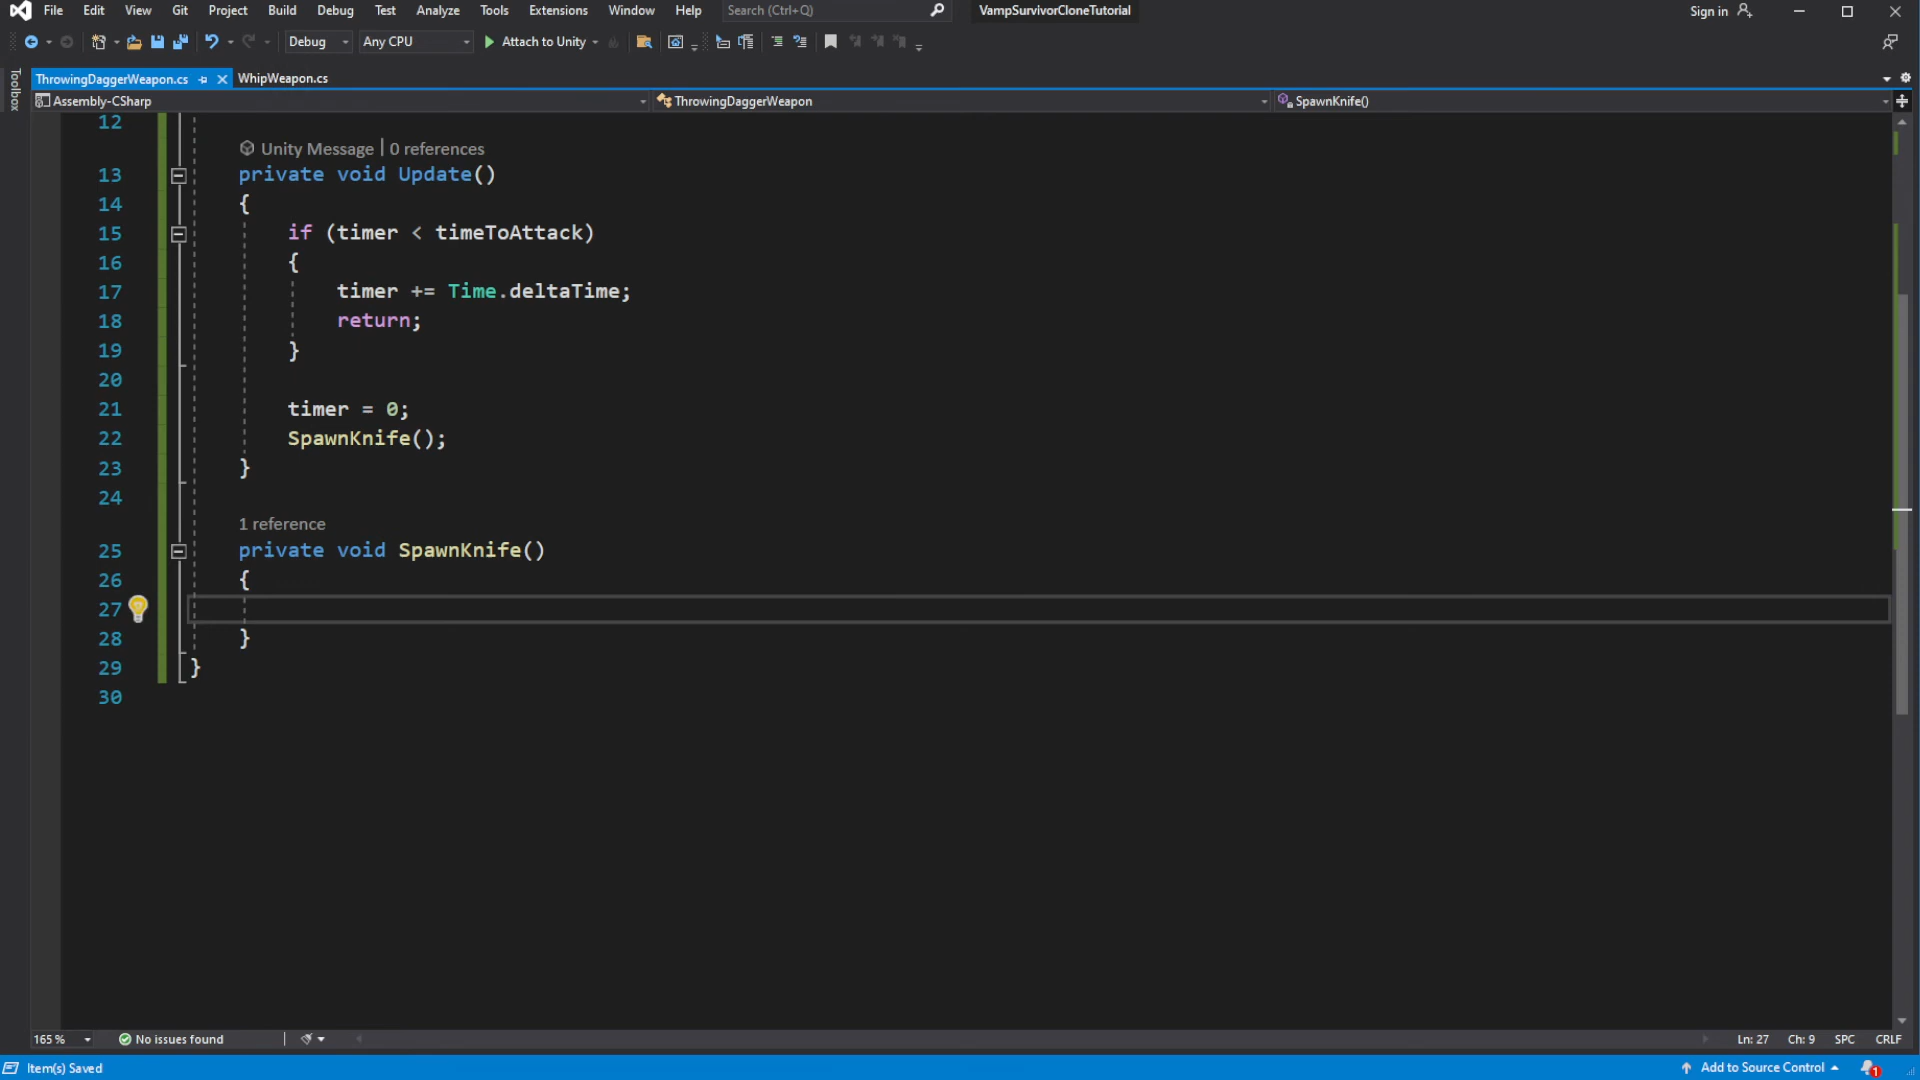 File Edit View Git Project Build Debug Test Analyze Tools Extensions Window Help Search (Ctrl+Q) VampSurvivorCloneTutorial Sign in
Debug Any CPU Attach to Unity
Toolbox
ThrowingDaggerWeapon.cs WhipWeapon.cs
Assembly-CSharp ThrowingDaggerWeapon SpawnKnife()
12
Unity Message | 0 references
13 private void Update()
14 {
15 if (timer < timeToAttack)
16 {
17 timer += Time.deltaTime;
18 return;
19 }
20
21 timer = 0;
22 SpawnKnife();
23 }
24
1 reference
25 private void SpawnKnife()
26 {
27
28 }
29 }
30
165 % No issues found Ln: 27 Ch: 9 SPC CRLF
Item(s) Saved Add to Source Control 1